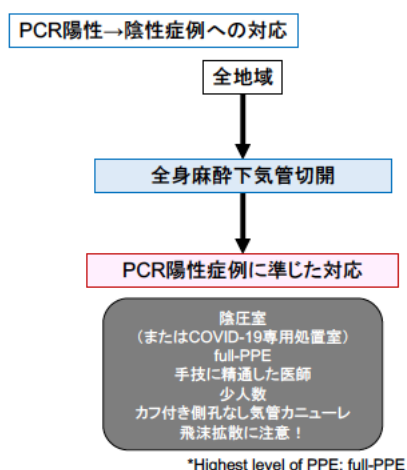 PCR陽性→陰性症例への対応
全地域
全身麻酔下気管切開
PCR陽性症例に準じた対応
陰圧室
（またはCOVID-19専用処置室）
full-PPE
手技に精通した医師
少人数
カフ付き側孔なし気管カニューレ
飛沫拡散に注意！
*Highest level of PPE: full-PPE